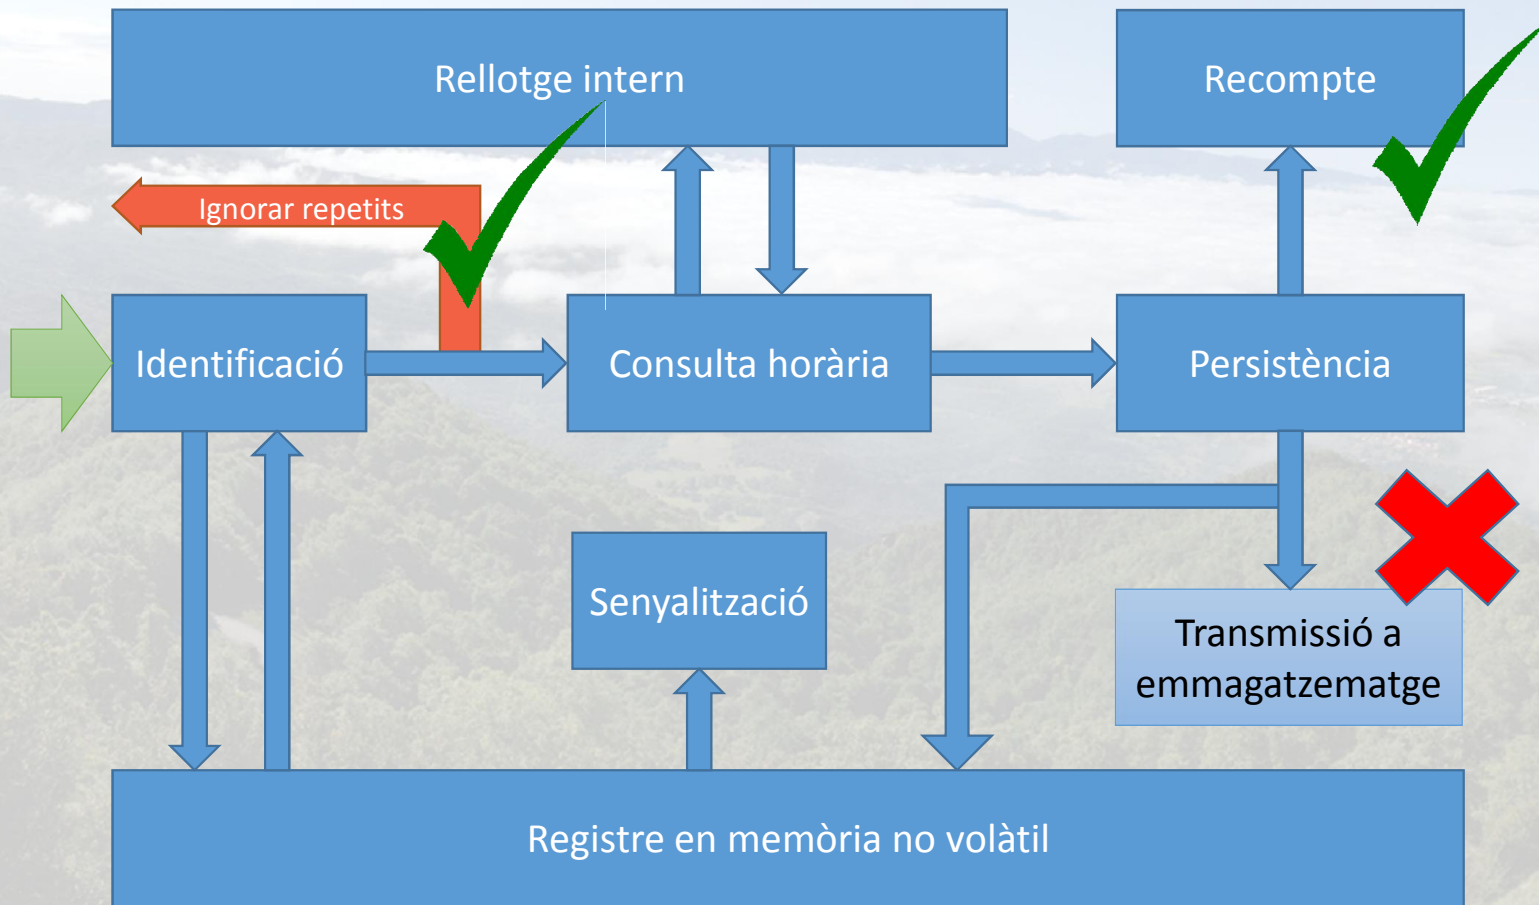 Rellotge intern
Recompte
Ignorar repetits
Identificació
Consulta horària
Persistència
Senyalització
Transmissió a
emmagatzematge
Registre en memòria no volàtil